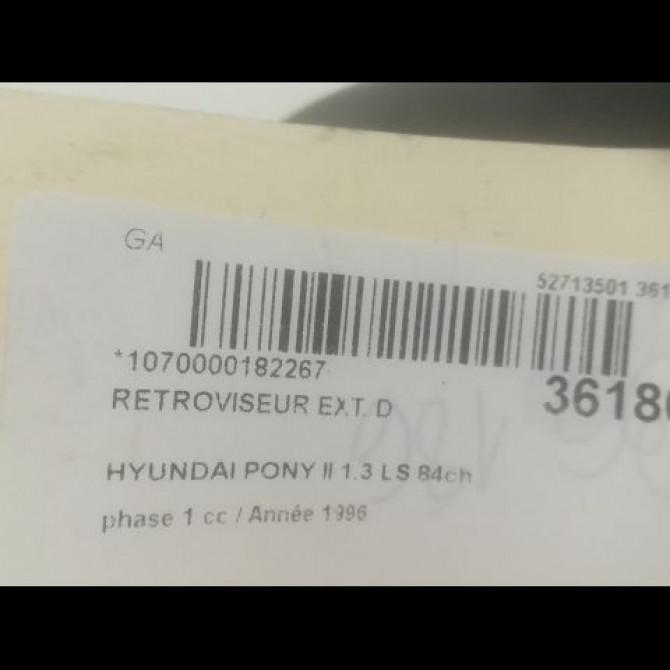 GA
52713501 361
*1070000182267
RETROVISEUR EXT. D
3618
HYUNDAI PONY II 1.3 LS 84ch
phase 1 cc / Année 1996